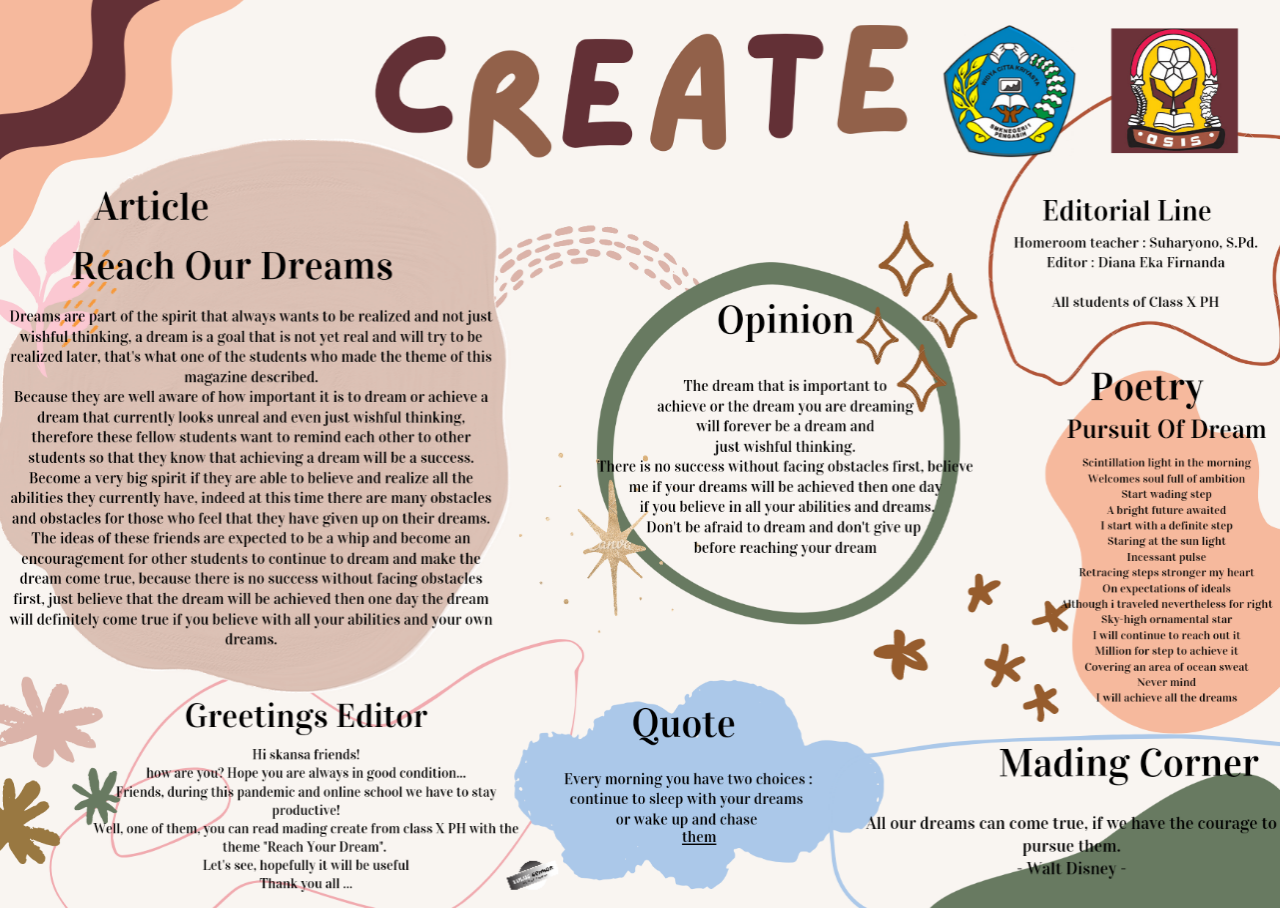 CREATE
WIDYA CITTA KARYASTA
SMK NEGERI 1
PENGASIH
OSIS
Article
Reach Our Dreams
Dreams are part of the spirit that always wants to be realized and not just
wishful thinking, a dream is a goal that is not yet real and will try to be
realized later, that's what one of the students who made the theme of this
magazine described.
Because they are well aware of how important it is to dream or achieve a
dream that currently looks unreal and even just wishful thinking,
therefore these fellow students want to remind each other to other
students so that they know that achieving a dream will be a success.
Become a very big spirit if they are able to believe and realize all the
abilities they currently have, indeed at this time there are many obstacles
and obstacles for those who feel that they have given up on their dreams.
The ideas of these friends are expected to be a whip and become an
encouragement for other students to continue to dream and make the
dream come true, because there is no success without facing obstacles
first, just believe that the dream will be achieved then one day the dream
will definitely come true if you believe with all your abilities and your own
dreams.
Opinion
The dream that is important to
achieve or the dream you are dreaming
will forever be a dream and
just wishful thinking.
There is no success without facing obstacles first, believe
me if your dreams will be achieved then one day
if you believe in all your abilities and dreams.
Don't be afraid to dream and don't give up
before reaching your dream
Canva
Editorial Line
Homeroom teacher : Suharyono, S.Pd.
Editor : Diana Eka Firnanda
All students of Class X PH
Poetry
Pursuit Of Dream
Scintillation light in the morning
Welcomes soul full of ambition
Start wading step
A bright future awaited
I start with a definite step
Staring at the sun light
Incessant pulse
Retracing steps stronger my heart
On expectations of ideals
Although i traveled nevertheless for right
Sky-high ornamental star
I will continue to reach out it
Million for step to achieve it
Covering an area of ocean sweat
Never mind
I will achieve all the dreams
Greetings Editor
Hi skansa friends!
how are you? Hope you are always in good condition...
Friends, during this pandemic and online school we have to stay
productive!
Well, one of them, you can read mading create from class X PH with the
theme "Reach Your Dream".
Let's see, hopefully it will be useful
Thank you all ...
Quote
Every morning you have two choices :
continue to sleep with your dreams
or wake up and chase
them
Mading Corner
All our dreams can come true, if we have the courage to
pursue them.
- Walt Disney -